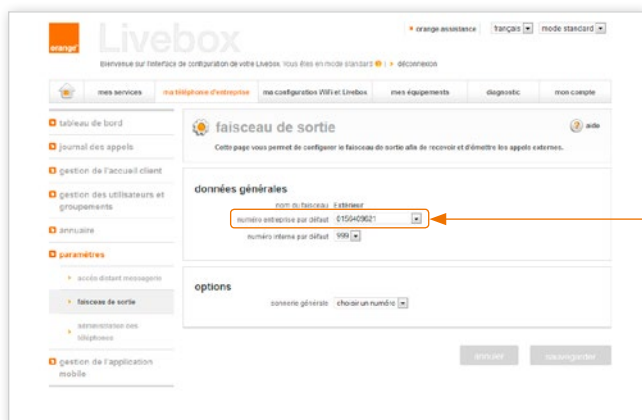 orange assistance français mode standard
orange™
Livebox
Bienvenue sur l'interface de configuration de votre Livebox. Vous êtes en mode standard | déconnexion
mes services ma téléphonie d'entreprise ma configuration WiFi et Livebox mes équipements diagnostic mon compte
tableau de bord
journal des appels
gestion de l'accueil client
gestion des utilisateurs et
groupements
annuaire
paramètres
accès distant messagerie
faisceau de sortie
administration des
téléphones
gestion de l'application
mobile
faisceau de sortie
aide
Cette page vous permet de configurer le faisceau de sortie afin de recevoir et d'émettre les appels externes.
données générales
nom du faisceau Extérieur
numéro entreprise par défaut 0156409621
numéro interne par défaut 999
options
sonnerie générale choisir un numéro
annuler sauvegarder